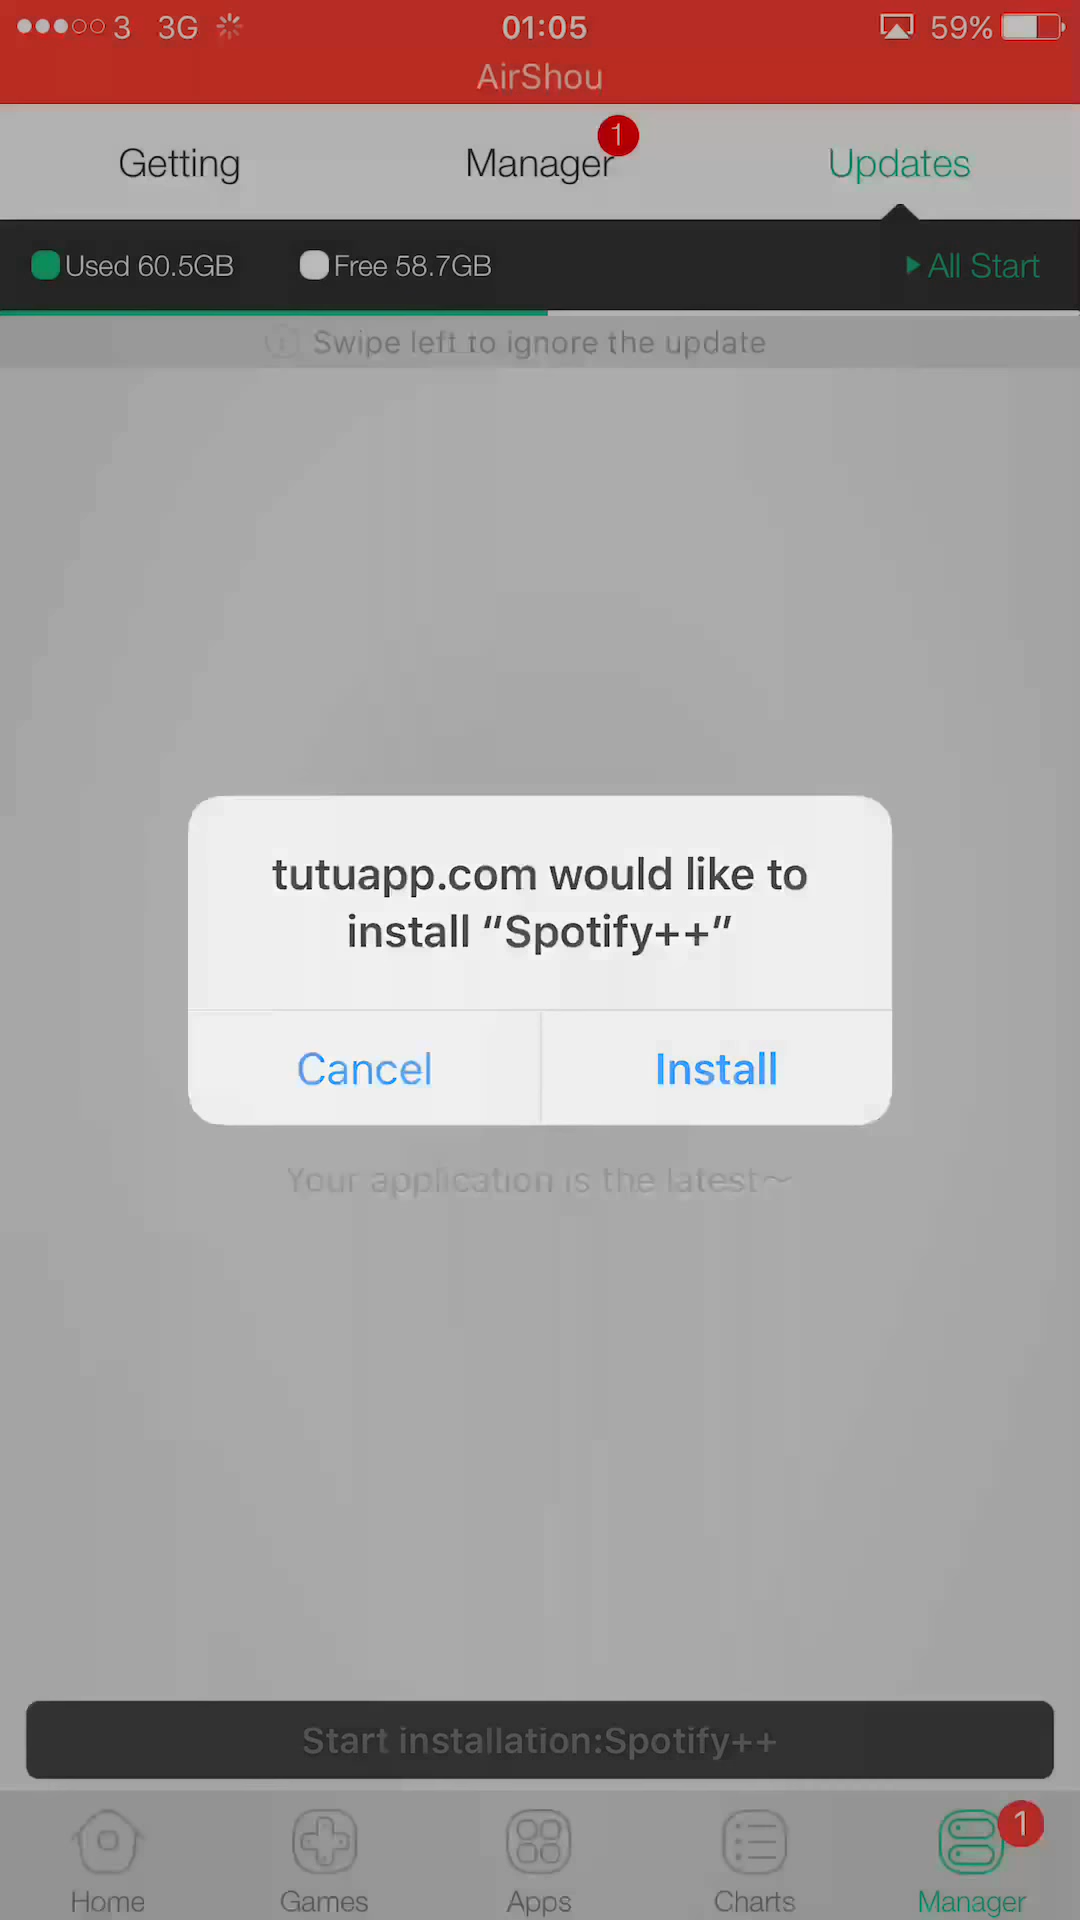 3 3G 01:05 59%
AirShou
Getting Manager 1 Updates
Used 60.5GB Free 58.7GB All Start
Swipe left to ignore the update
tutuapp.com would like to
install “Spotify++”
Cancel Install
Your application is the latest~
Start installation:Spotify++
1
Home Games Apps Charts Manager